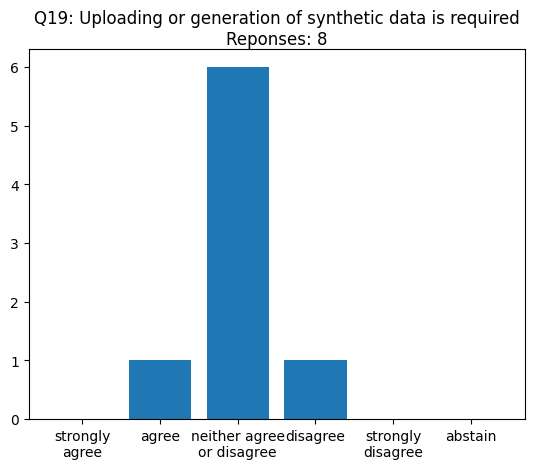 Q19: Uploading or generation of synthetic data is required
Reponses: 8
6
5
4
3
2
1
0
strongly
agree
agree
neither agree
or disagree
disagree
strongly
disagree
abstain